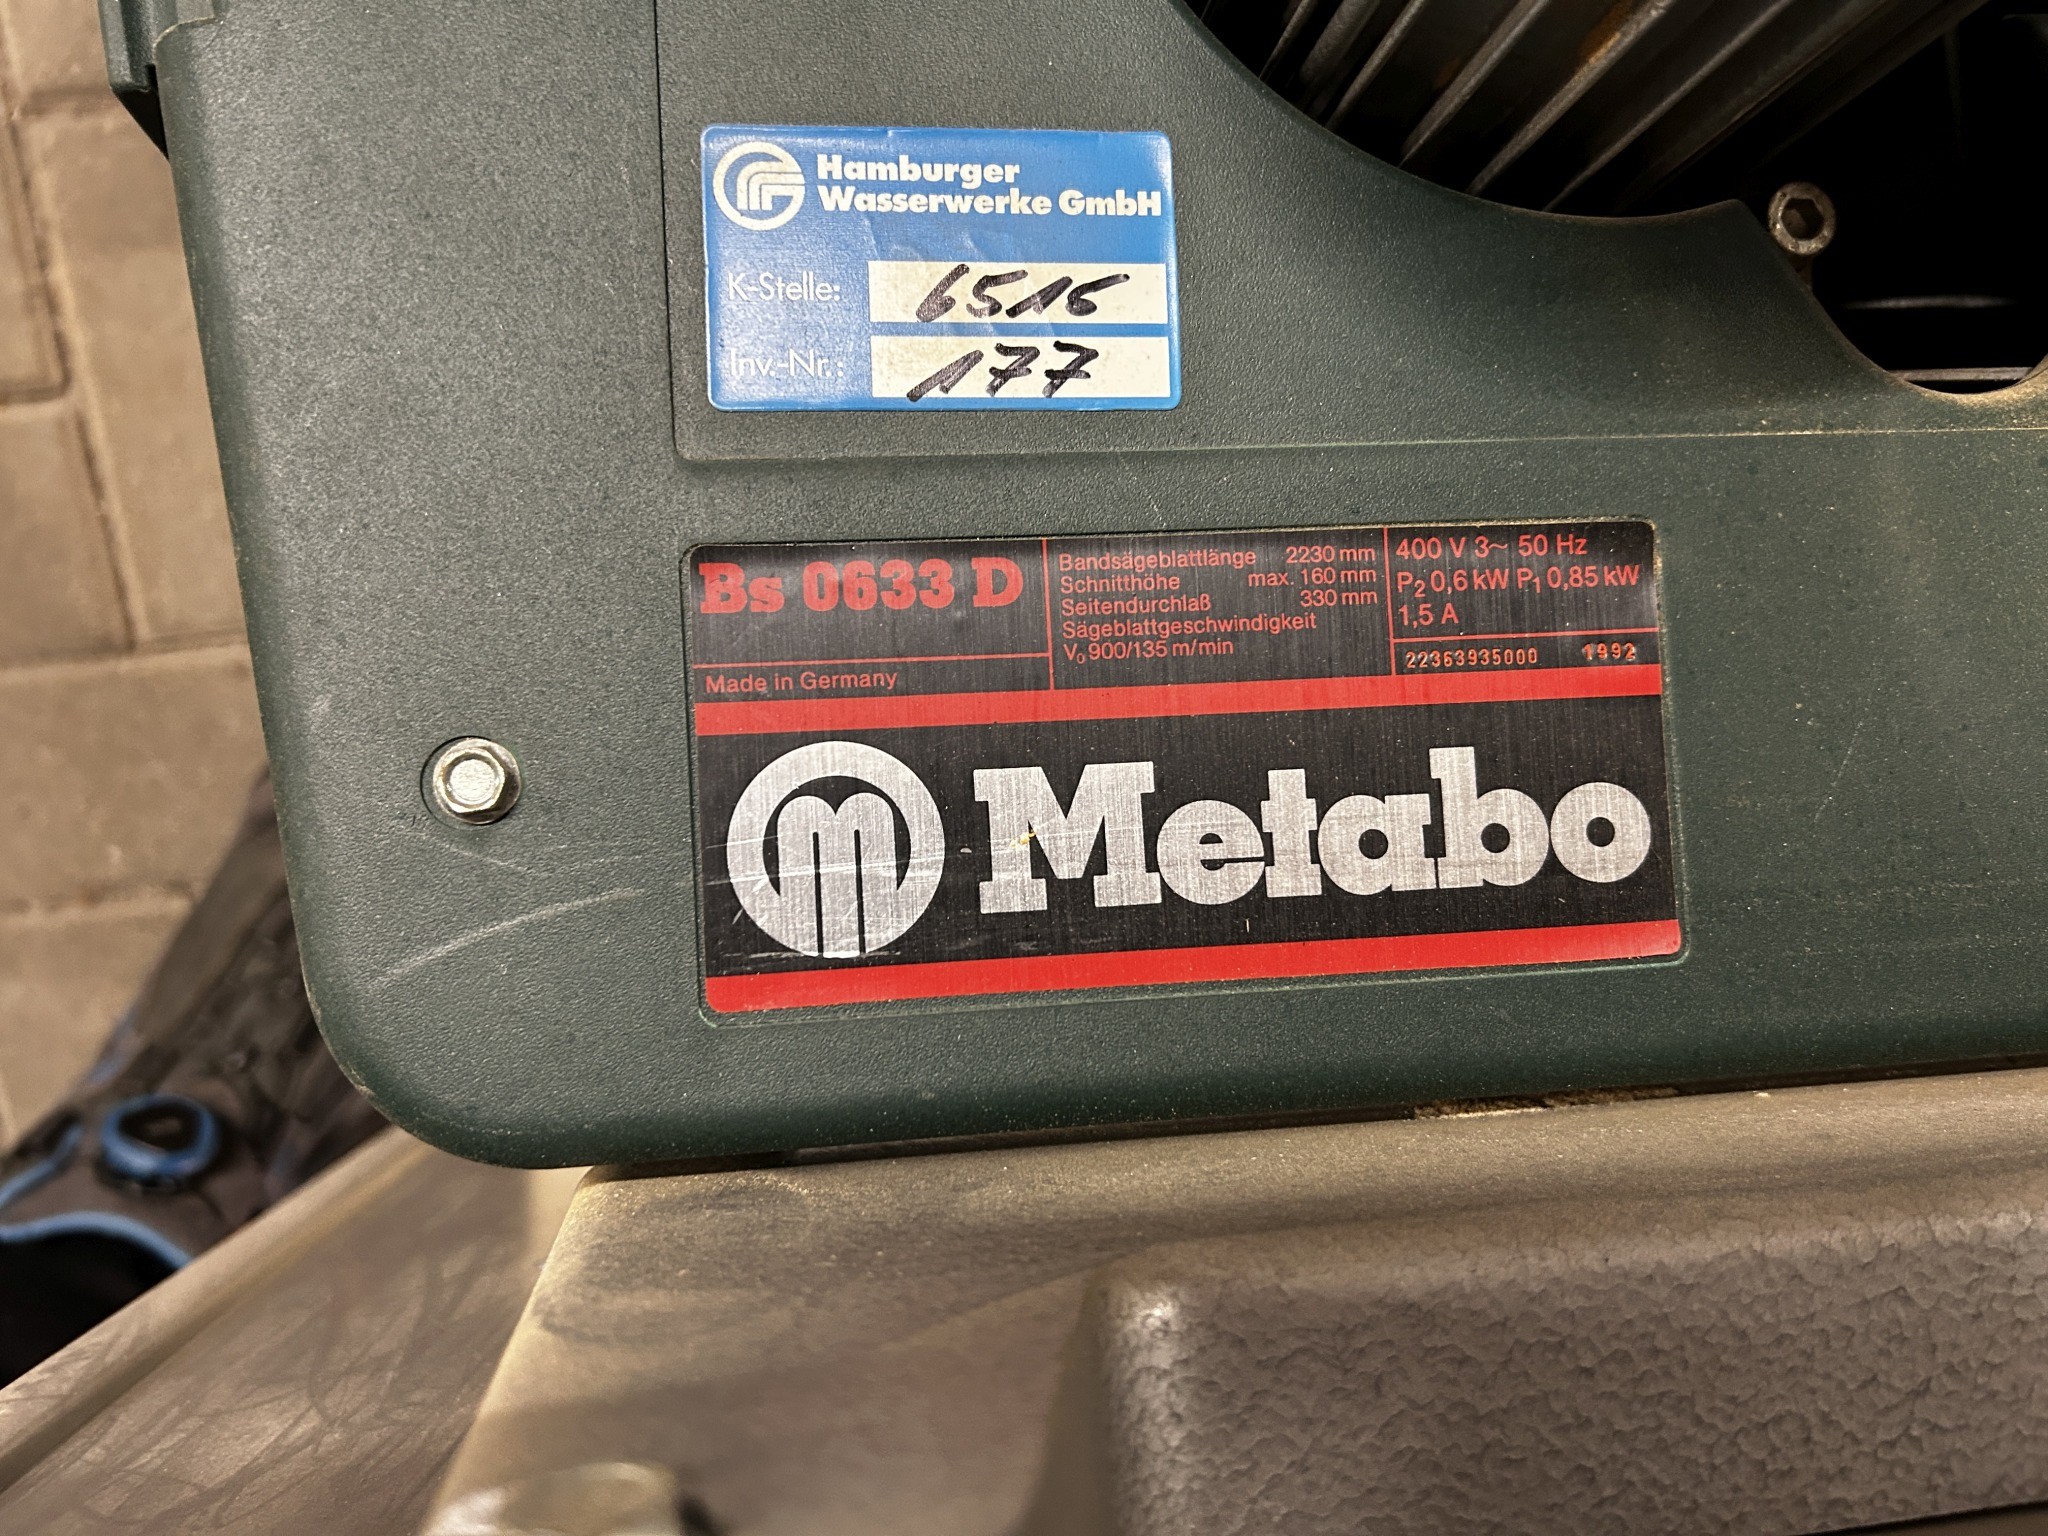 Hamburger
Wasserwerke GmbH
K-Stelle: 6516
Inv.-Nr.: 177
Bs 0633 D
Made in Germany
Bandsägeblattlänge 2230 mm
Schnitthöhe max. 160 mm
Seitendurchlaß 330 mm
Sägeblattgeschwindigkeit
V₀ 900/135 m/min
400 V 3~ 50 Hz
P₂ 0,6 kW P₁ 0,85 kW
1,5 A
22363935000 1992
m Metabo